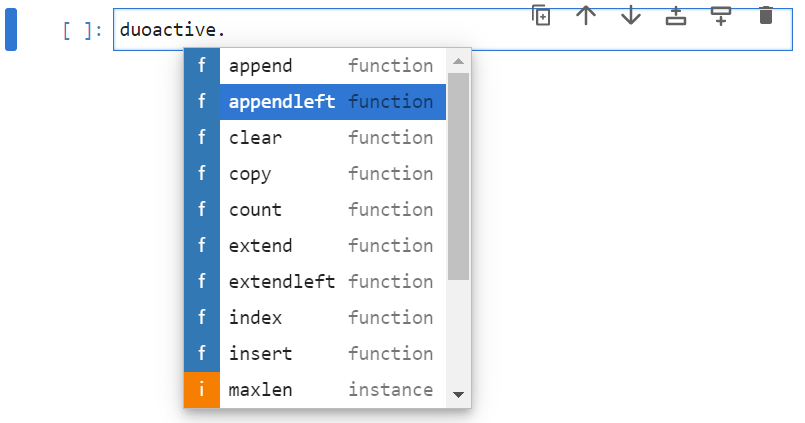 [ ]: duoactive.
f append function
f appendleft function
f clear function
f copy function
f count function
f extend function
f extendleft function
f index function
f insert function
i maxlen instance